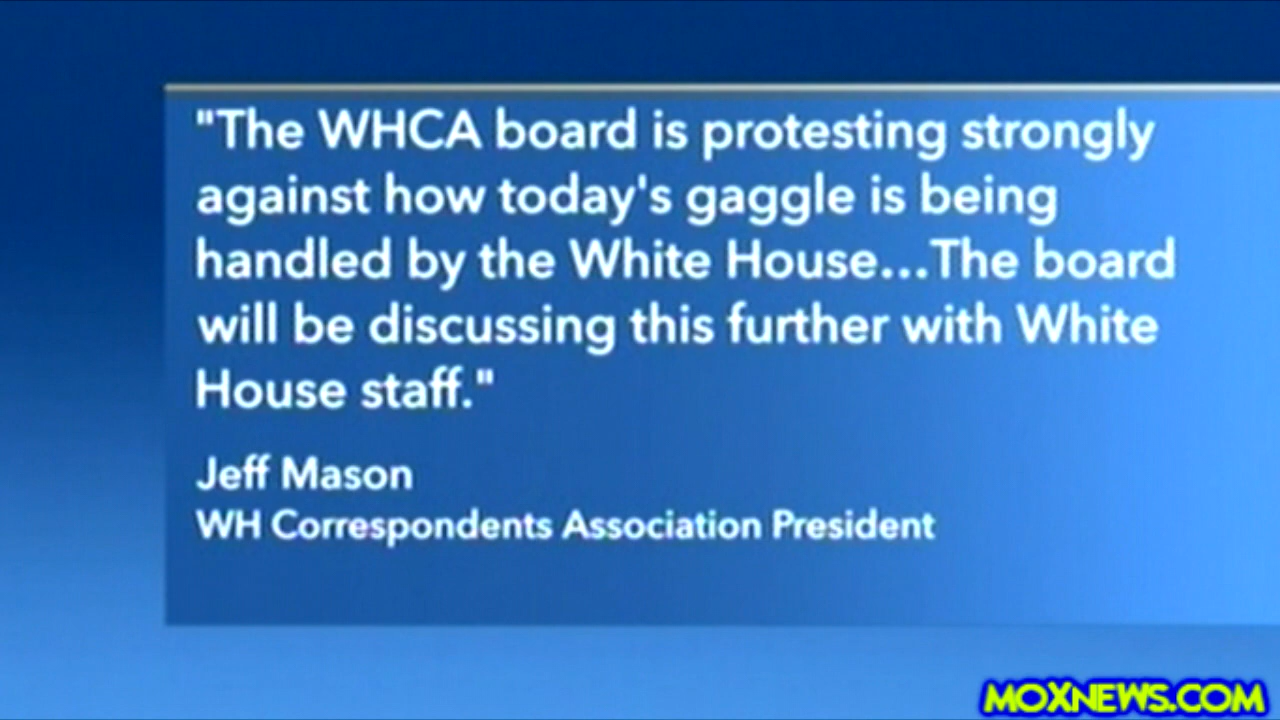 "The WHCA board is protesting strongly
against how today's gaggle is being
handled by the White House...The board
will be discussing this further with White
House staff."
Jeff Mason
WH Correspondents Association President
MOXNEWS.COM